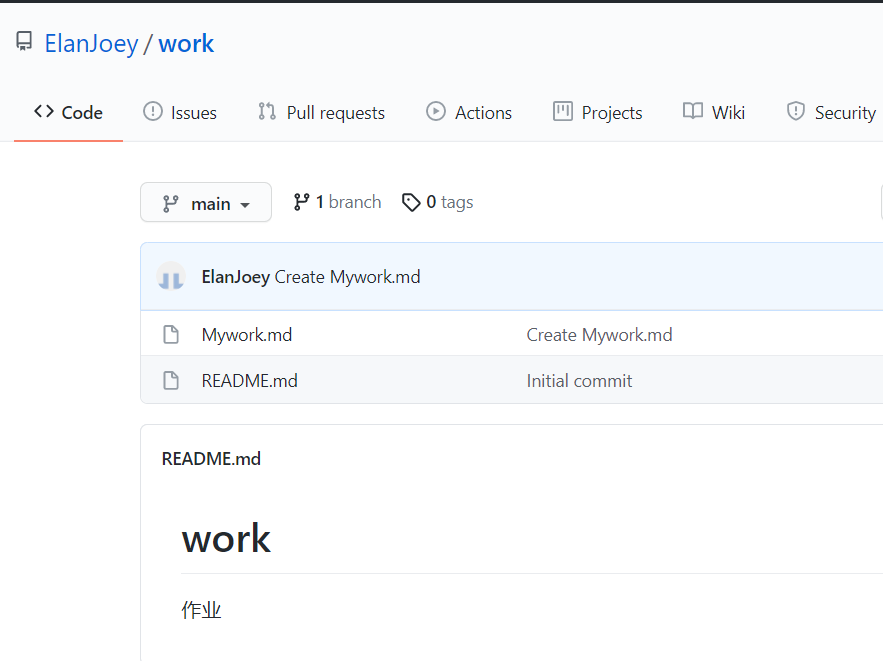 ElanJoey / work
Code Issues Pull requests Actions Projects Wiki Security
main 1 branch 0 tags
ElanJoey Create Mywork.md
Mywork.md Create Mywork.md
README.md Initial commit
README.md
work
作业